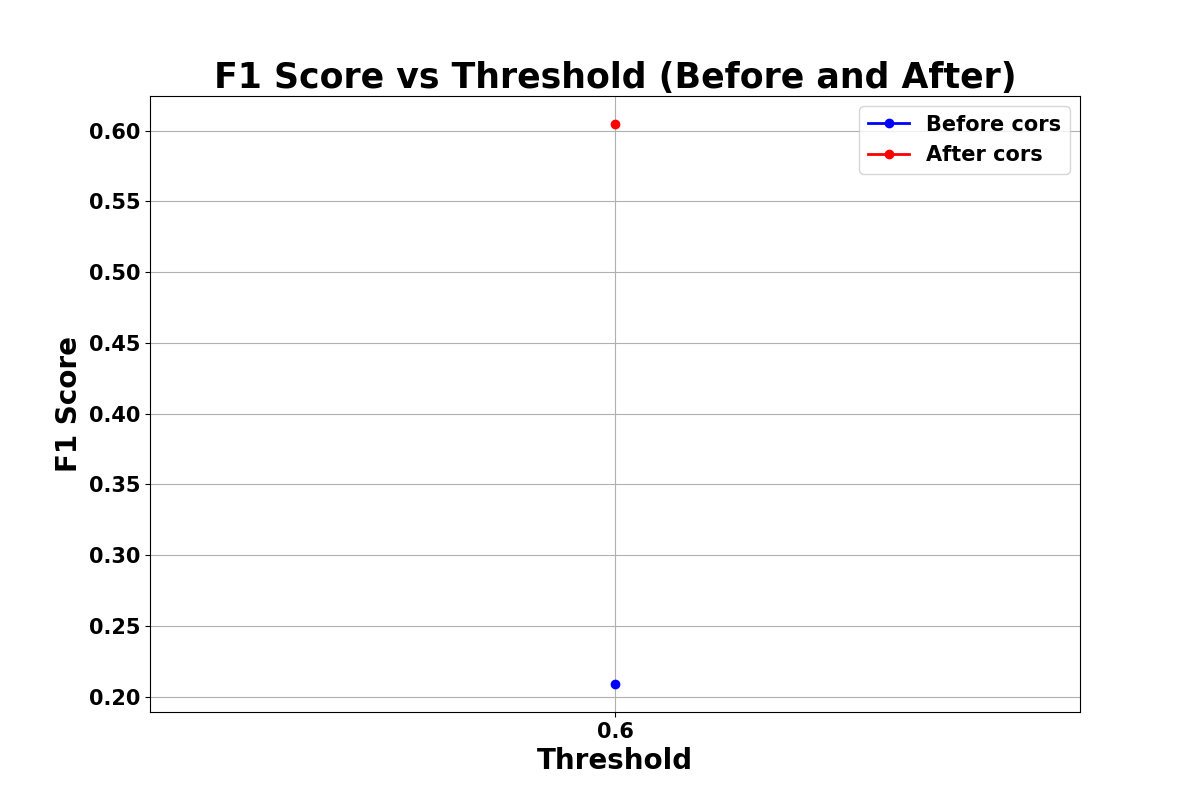 F1 Score vs Threshold (Before and After)
Before cors
After cors
0.60
0.55
0.50
0.45
0.40
0.35
0.30
0.25
0.20
F1 Score
0.6
Threshold